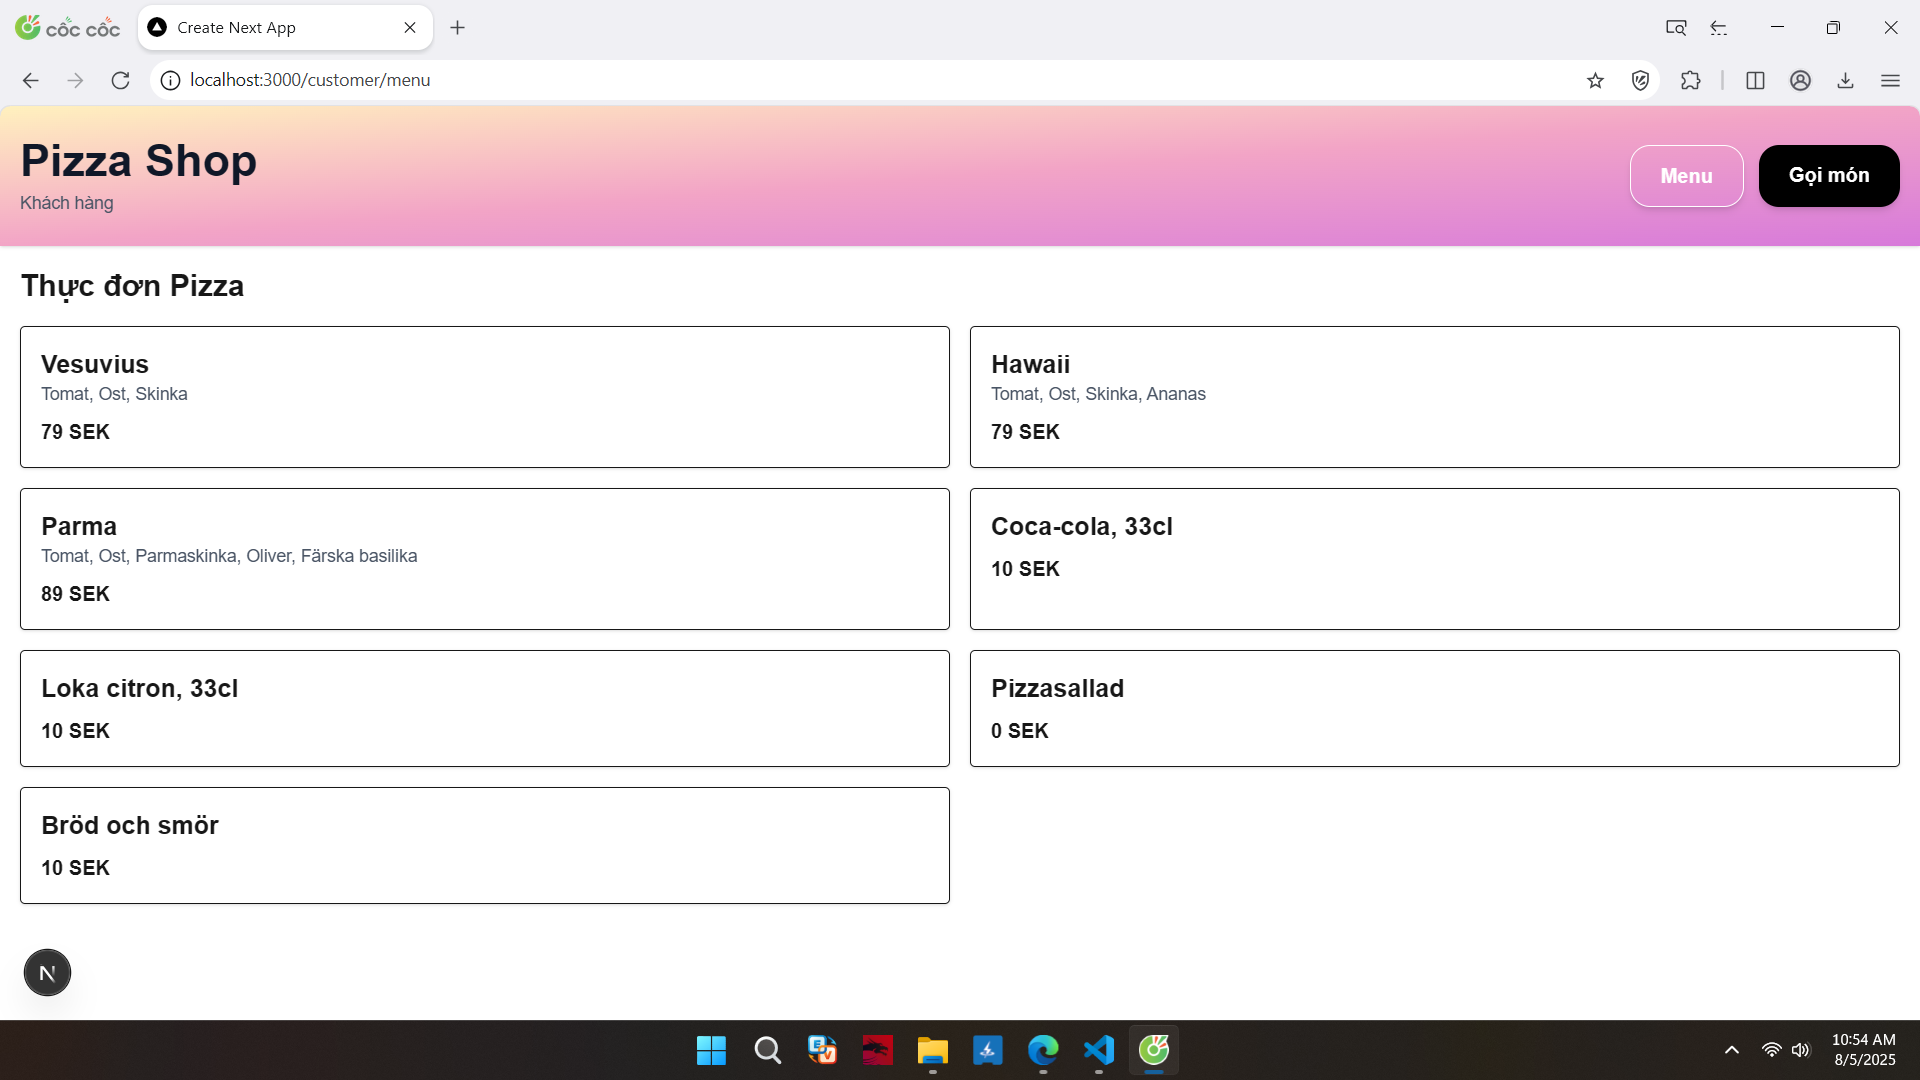 cốc cốc
Create Next App
localhost:3000/customer/menu
Pizza Shop
Khách hàng
Menu
Gọi món
Thực đơn Pizza
Vesuvius
Tomat, Ost, Skinka
79 SEK
Hawaii
Tomat, Ost, Skinka, Ananas
79 SEK
Parma
Tomat, Ost, Parmaskinka, Oliver, Färska basilika
89 SEK
Coca-cola, 33cl
10 SEK
Loka citron, 33cl
10 SEK
Pizzasallad
0 SEK
Bröd och smör
10 SEK
N
10:54 AM
8/5/2025